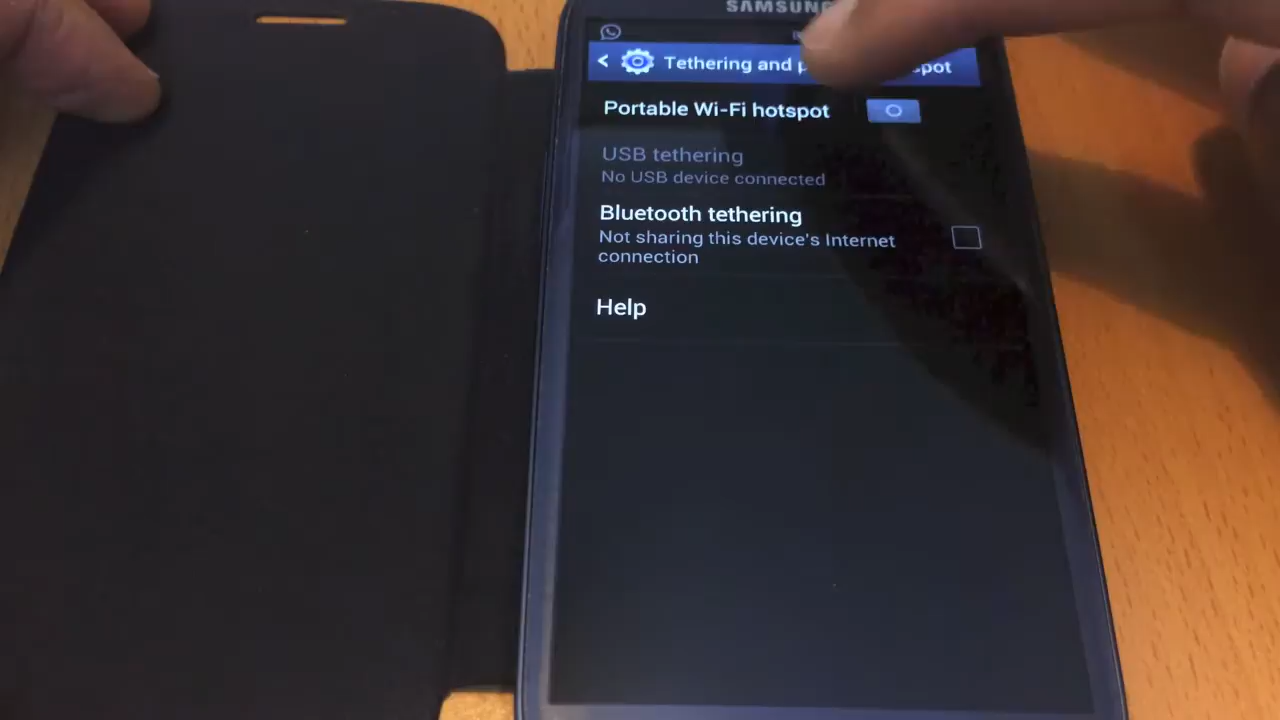 SAMSUNG
Tethering and
Portable Wi-Fi hotspot
USB tethering
No USB device connected
Bluetooth tethering
Not sharing this device's Internet
connection
Help